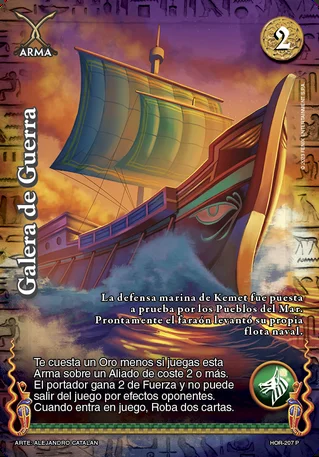 ARMA
2
Galera de Guerra
La defensa marina de Kemet fue puesta
a prueba por los Pueblos del Mar.
Prontamente el faraón levantó su propia
flota naval.
Te cuesta un Oro menos si juegas esta
Arma sobre un Aliado de coste 2 o más.
El portador gana 2 de Fuerza y no puede
salir del juego por efectos oponentes.
Cuando entra en juego, Roba dos cartas.
ARTE: ALEJANDRO CATALAN
HOR-207 P